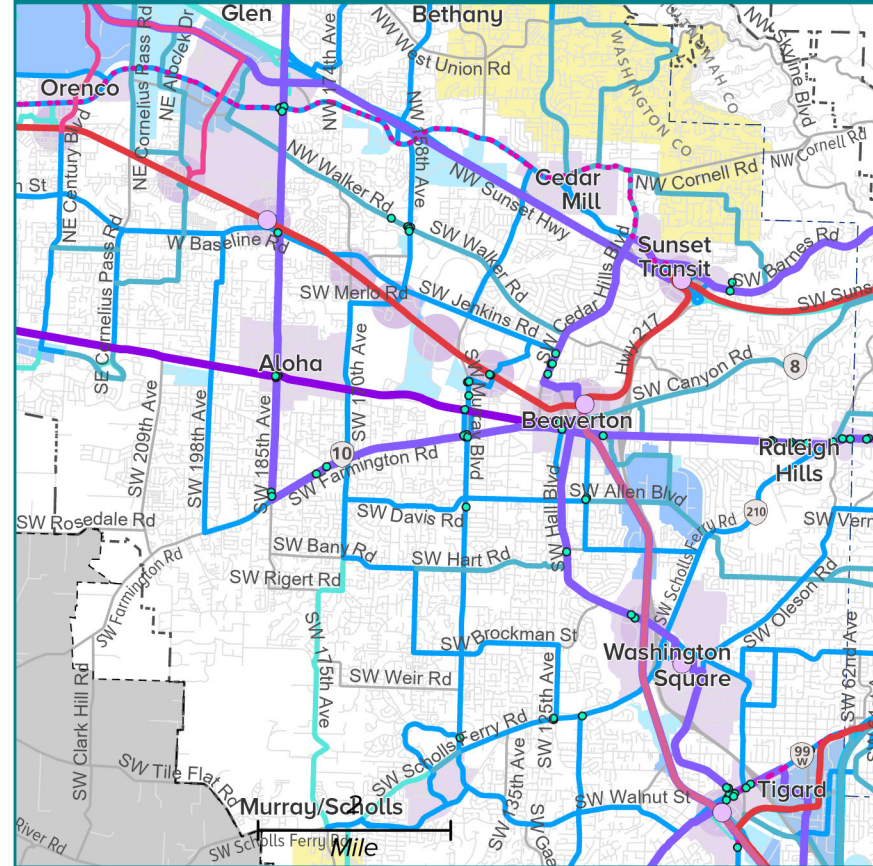 Glen
Bethany
NW Skyline Blvd
MULTNOMAH CO
WASHINGTON CO
NW West Union Rd
NW 174th Ave
NE Cornelius Pass Rd
NE Aloclek Dr
Orenco
NW 158th Ave
NW Cornell Rd
NW Cornell Rd
Cedar
Mill
NW Sunset Hwy
NE Century Blvd
NW Walker Rd
SW Walker Rd
Sunset
Transit
SW Barnes Rd
W Baseline Rd
SW Cedar Hills Blvd
SW Merlo Rd
SW Jenkins Rd
SW Suns
SE Cornelius Pass Rd
Hwy 217
SW Canyon Rd
8
Aloha
SW 170th Ave
SW Murray Blvd
Beaverton
Raleigh
Hills
SW 209th Ave
SW 198th Ave
SW 185th Ave
10
SW Farmington Rd
SW Hall Blvd
SW Allen Blvd
210
SW Davis Rd
SW Verm
SW Rosedale Rd
SW Bany Rd
SW Hart Rd
SW Scholls Ferry Rd
SW Rigert Rd
SW Oleson Rd
SW Farmington Rd
SW Brockman St
Washington
Square
SW 62nd Ave
SW Weir Rd
SW 175th Ave
SW Clark Hill Rd
SW 125th Ave
SW Scholls Ferry Rd
SW 135th Ave
99
W
SW Tile Flat Rd
Murray/Scholls
2
SW Walnut St
Tigard
River Rd
SW Scholls Ferry Rd
Mile